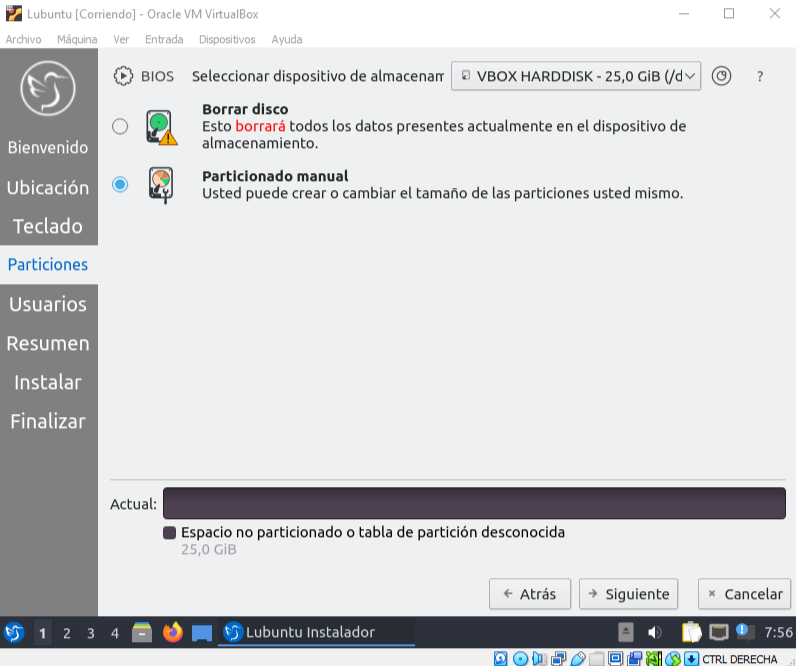 Lubuntu [Corriendo] - Oracle VM VirtualBox
Archivo Máquina Ver Entrada Dispositivos Ayuda
BIOS Seleccionar dispositivo de almacenam VBOX HARDDISK - 25,0 GiB (/d ?
Bienvenido
Ubicación
Teclado
Particiones
Usuarios
Resumen
Instalar
Finalizar
Borrar disco
Esto borrará todos los datos presentes actualmente en el dispositivo de
almacenamiento.
Particionado manual
Usted puede crear o cambiar el tamaño de las particiones usted mismo.
Actual:
Espacio no particionado o tabla de partición desconocida
25,0 GiB
Atrás Siguiente Cancelar
1 2 3 4 Lubuntu Instalador 7:56
CTRL DERECHA